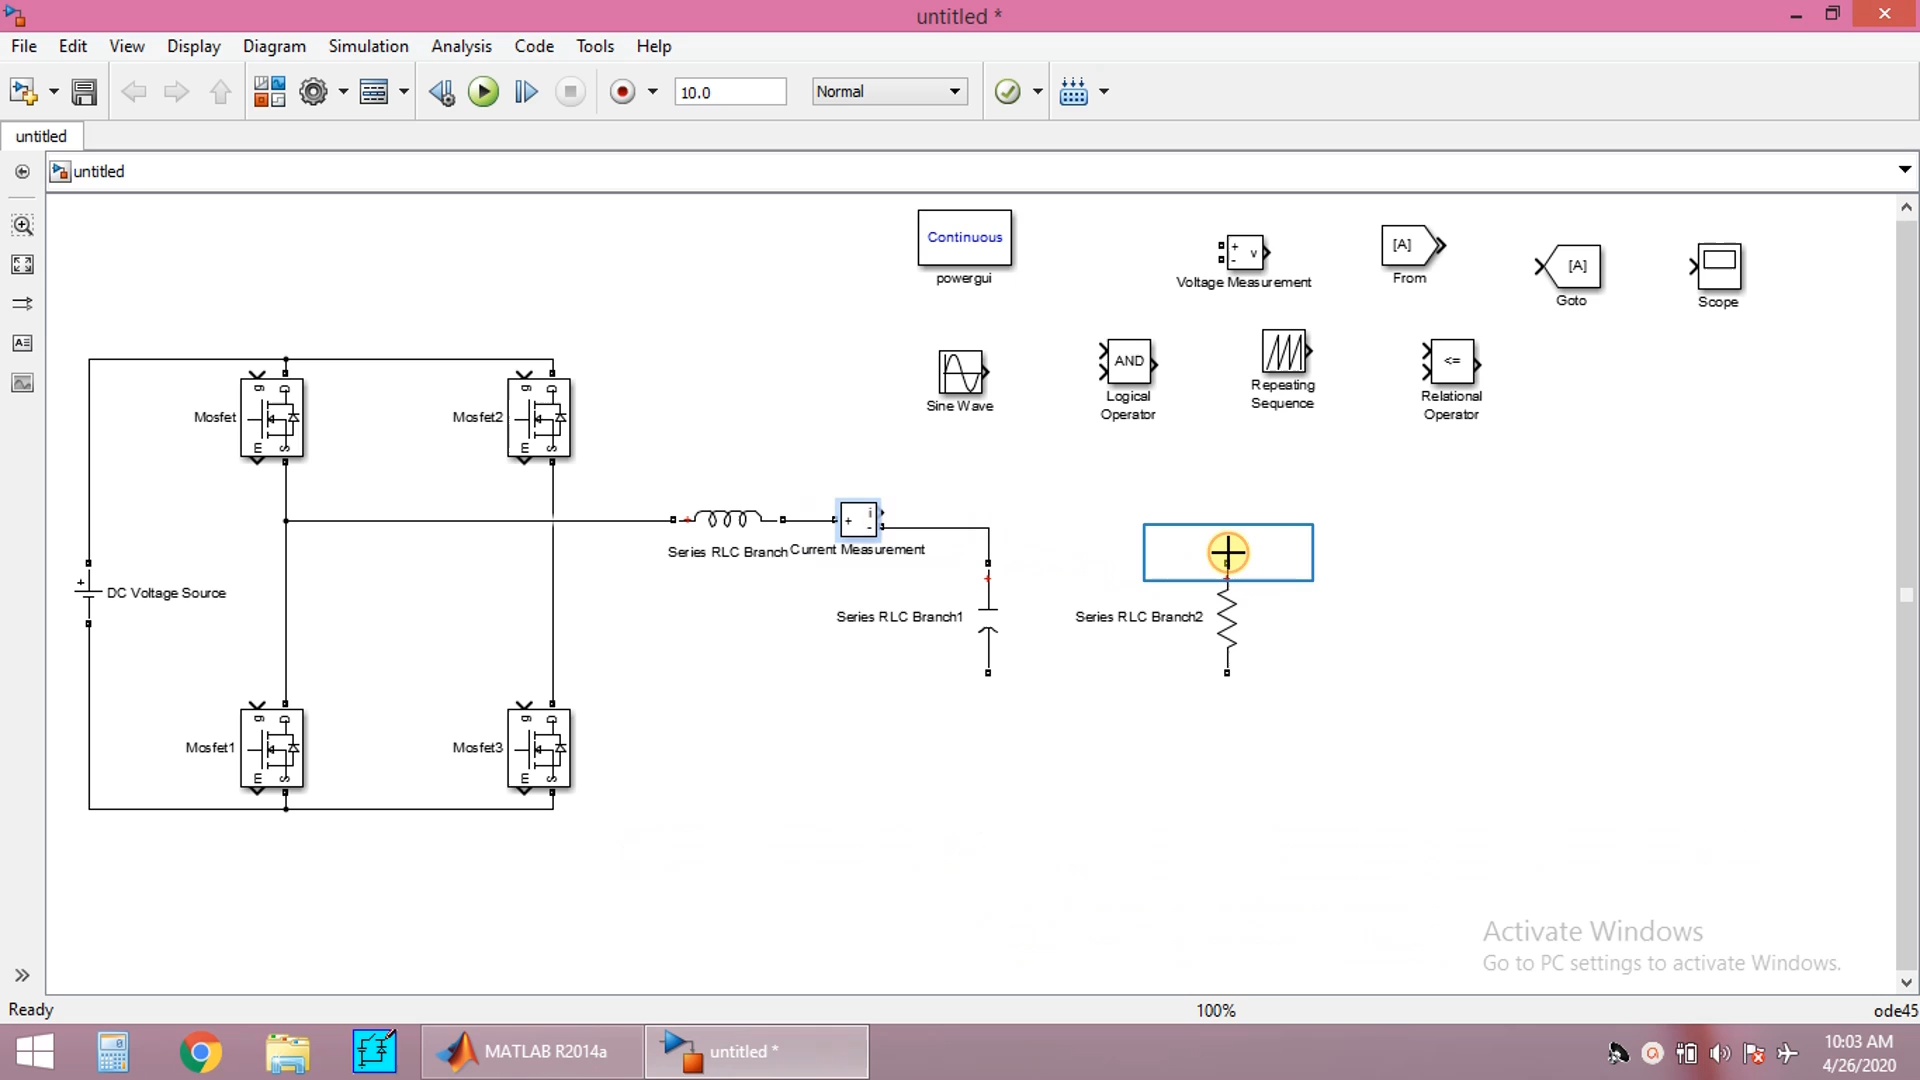 untitled *
File Edit View Display Diagram Simulation Analysis Code Tools Help
10.0 Normal
untitled
untitled
Continuous
powergui
+ - v
Voltage Measurement
[A]
From
[A]
Goto
Scope
Sine Wave
AND
Logical
Operator
Repeating
Sequence
<=
Relational
Operator
g D
Mosfet
m S
g D
Mosfet2
m S
+ i -
Series RLC Branch
Current Measurement
+
DC Voltage Source
Series RLC Branch1
Series RLC Branch2
g D
Mosfet1
m S
g D
Mosfet3
m S
Activate Windows
Go to PC settings to activate Windows.
Ready 100% ode45
MATLAB R2014a
untitled *
10:03 AM
4/26/2020